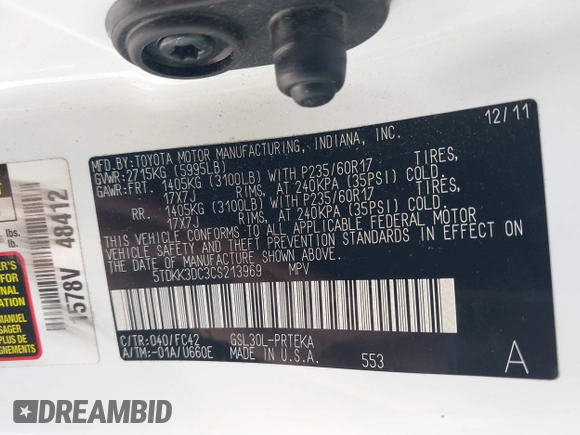 12/11
MFD.BY:TOYOTA MOTOR MANUFACTURING, INDIANA, INC.
GVWR:2715KG (5995LB)
GAWR:FRT. 1405KG (3100LB) WITH P235/60R17 TIRES,
17X7J RIMS, AT 240KPA (35PSI) COLD.
RR. 1405KG (3100LB) WITH P235/60R17 TIRES,
17X7J RIMS, AT 240KPA (35PSI) COLD.
THIS VEHICLE CONFORMS TO ALL APPLICABLE FEDERAL MOTOR
VEHICLE SAFETY AND THEFT PREVENTION STANDARDS IN EFFECT
ON THE DATE OF MANUFACTURE SHOWN ABOVE.
5TDKK3DC3CS213969 MPV
C/TR:040/FC42 GSL30L-PRTEKA
A/TM:-01A/U660E MADE IN U.S.A. 553 A
1578V 48412
lbs.
lb.
FOR
DREAMBID